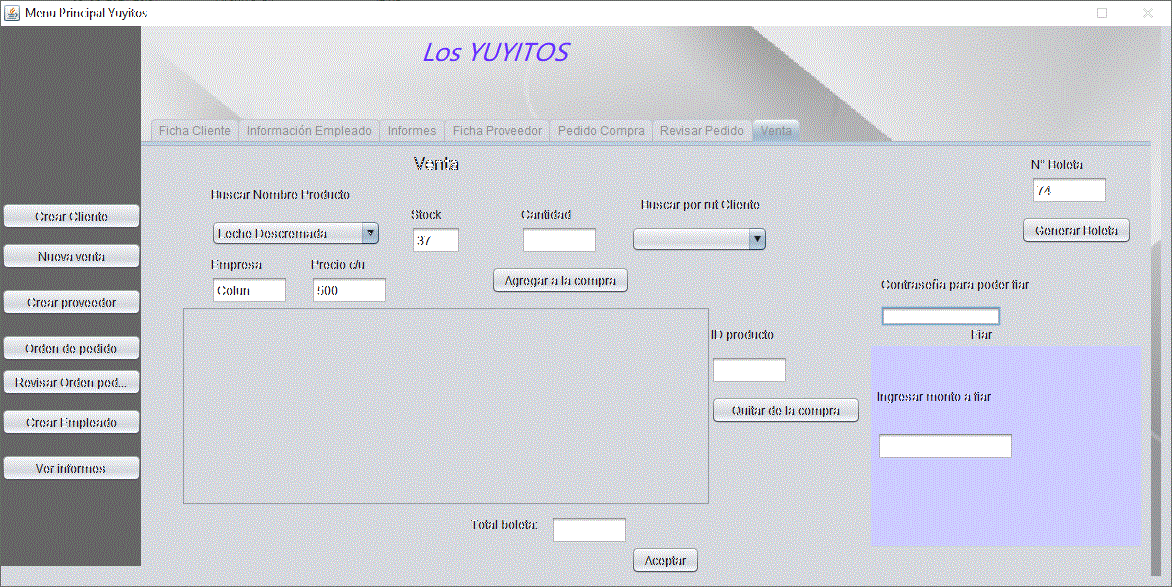 Menu Principal Yuyitos
Los YUYITOS
Ficha Cliente
Información Empleado
Informes
Ficha Proveedor
Pedido Compra
Revisar Pedido
Venta
Crear Cliente
Nueva venta
Crear proveedor
Orden de pedido
Revisar Orden ped...
Crear Empleado
Ver informes
Venta
N° Boleta
74
Generar Boleta
Buscar Nombre Producto
Leche Descremada
Stock
37
Cantidad
Buscar por rut Cliente
Empresa
Colun
Precio c/u
500
Agregar a la compra
Contraseña para poder fiar
Fiar
ID producto
Quitar de la compra
Ingresar monto a fiar
Total boleta:
Aceptar